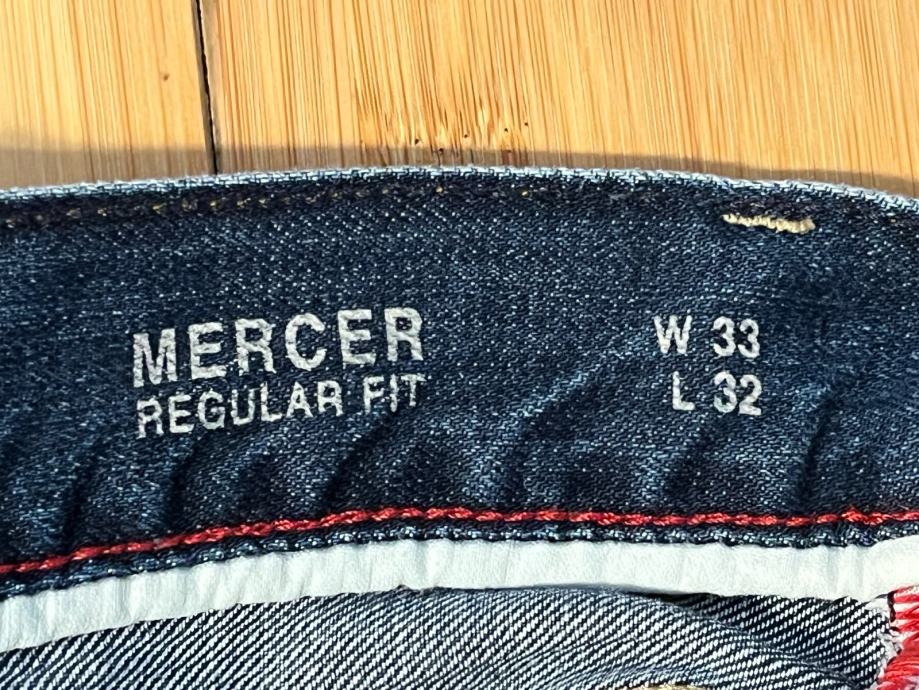 MERCER
REGULAR FIT
W 33
L 32